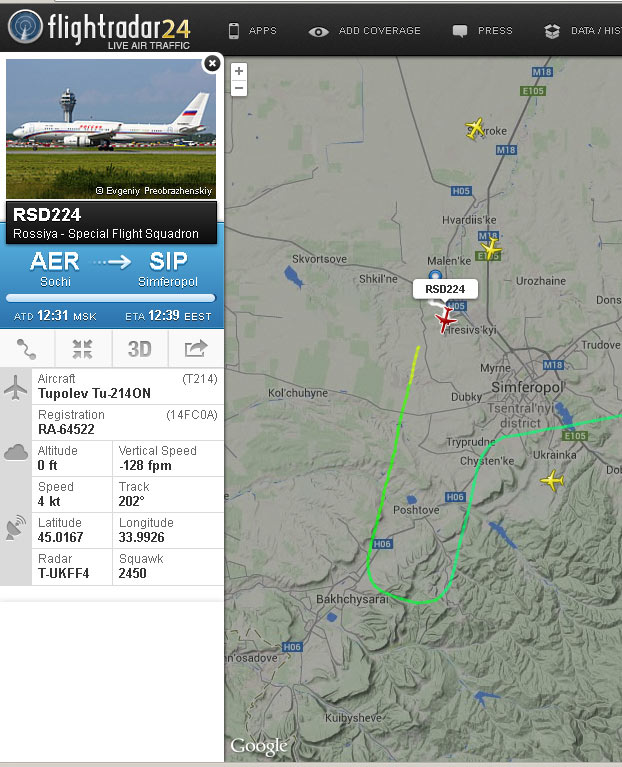 flightradar24
LIVE AIR TRAFFIC
APPS
ADD COVERAGE
PRESS
DATA / HIS
© Evgeniy Preobrazhenskiy
RSD224
Rossiya - Special Flight Squadron
AER
SIP
Sochi
Simferopol
ATD 12:31 MSK
ETA 12:39 EEST
3D
Aircraft (T214)
Tupolev Tu-214ON
Registration (14FC0A)
RA-64522
Altitude
Vertical Speed
0 ft
-128 fpm
Speed
Track
4 kt
202°
Latitude
Longitude
45.0167
33.9926
Radar
Squawk
T-UKFF4
2450
+
−
M18
E105
roke
M18
H05
Hvardiis'ke
M18
E105
Skvortsove
Malen'ke
Shkil'ne
Urozhaine
RSD224
H05
Dons
Hresivs'kyi
Trudove
Myrne
M18
Simferopol
Kol'chubyne
Dubky
Tsentral'nyi
district
E105
Tryprudne
Chysten'ke
Ukrainka
Dob
H06
Poshtove
H06
Bakhchysarai
H06
n'osadove
Kuibysheve
Google